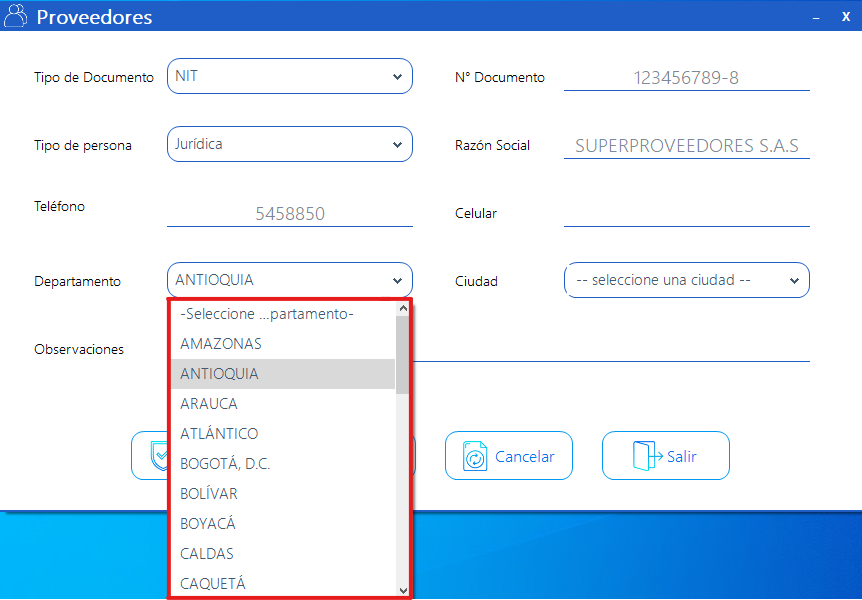 Proveedores
Tipo de Documento NIT N° Documento 123456789-8
Tipo de persona Jurídica Razón Social SUPERPROVEEDORES S.A.S
Teléfono 5458850 Celular
Departamento ANTIOQUIA Ciudad -- seleccione una ciudad --
-Seleccione ...partamento-
AMAZONAS
Observaciones
ANTIOQUIA
ARAUCA
ATLÁNTICO
BOGOTÁ, D.C.
Cancelar Salir
BOLÍVAR
BOYACÁ
CALDAS
CAQUETÁ